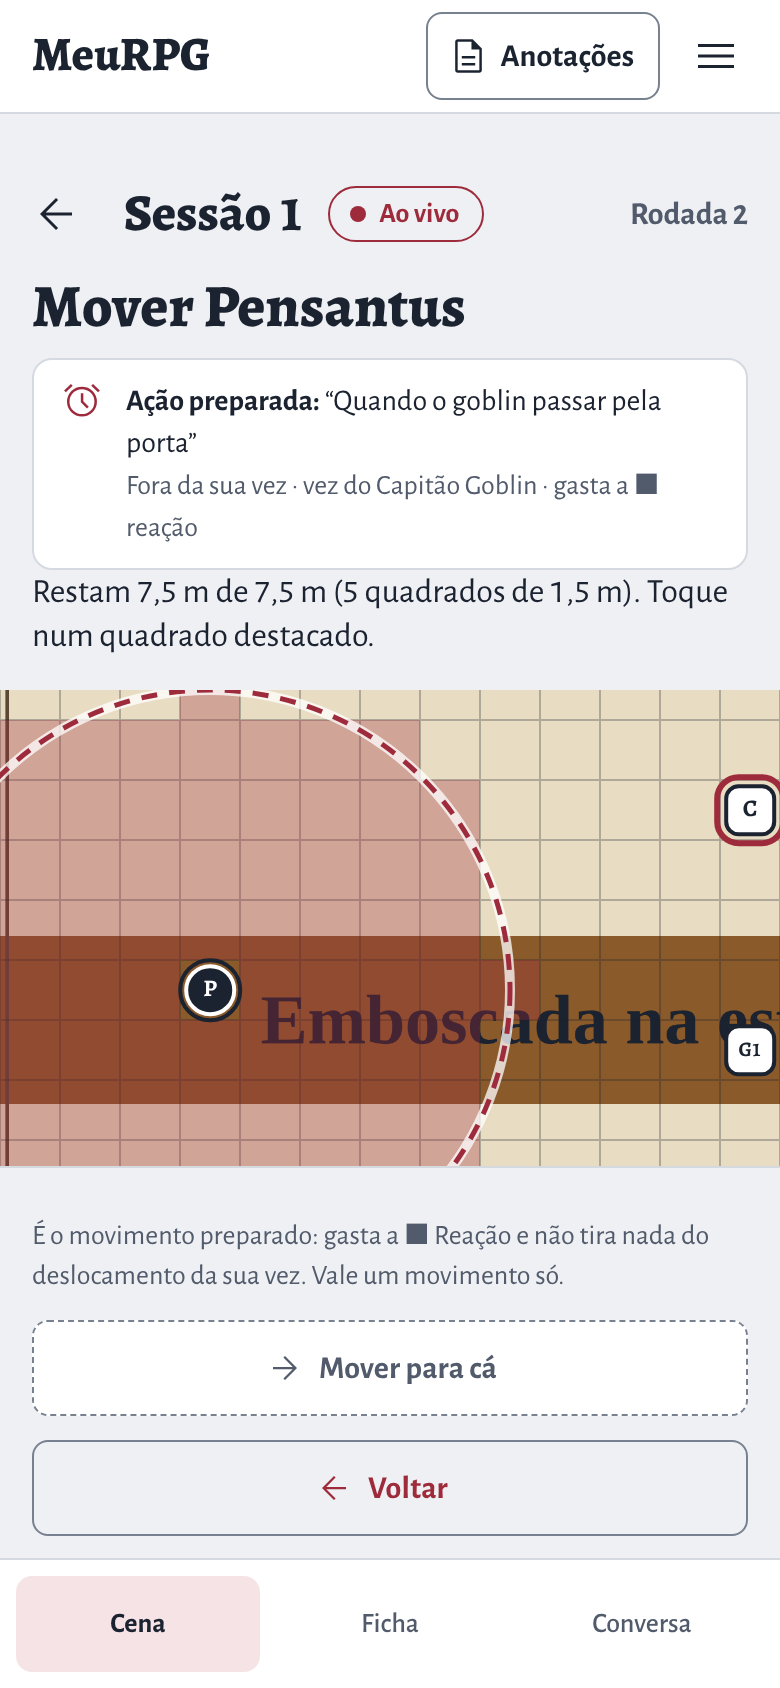 MeuRPG
Anotações
Sessão 1
Ao vivo
Rodada 2
Mover Pensantus
Ação preparada: “Quando o goblin passar pela
porta”
Fora da sua vez · vez do Capitão Goblin · gasta a ■
reação
Restam 7,5 m de 7,5 m (5 quadrados de 1,5 m). Toque
num quadrado destacado.
C
P
Emboscada na es
G1
É o movimento preparado: gasta a ■ Reação e não tira nada do
deslocamento da sua vez. Vale um movimento só.
→ Mover para cá
← Voltar
Cena
Ficha
Conversa